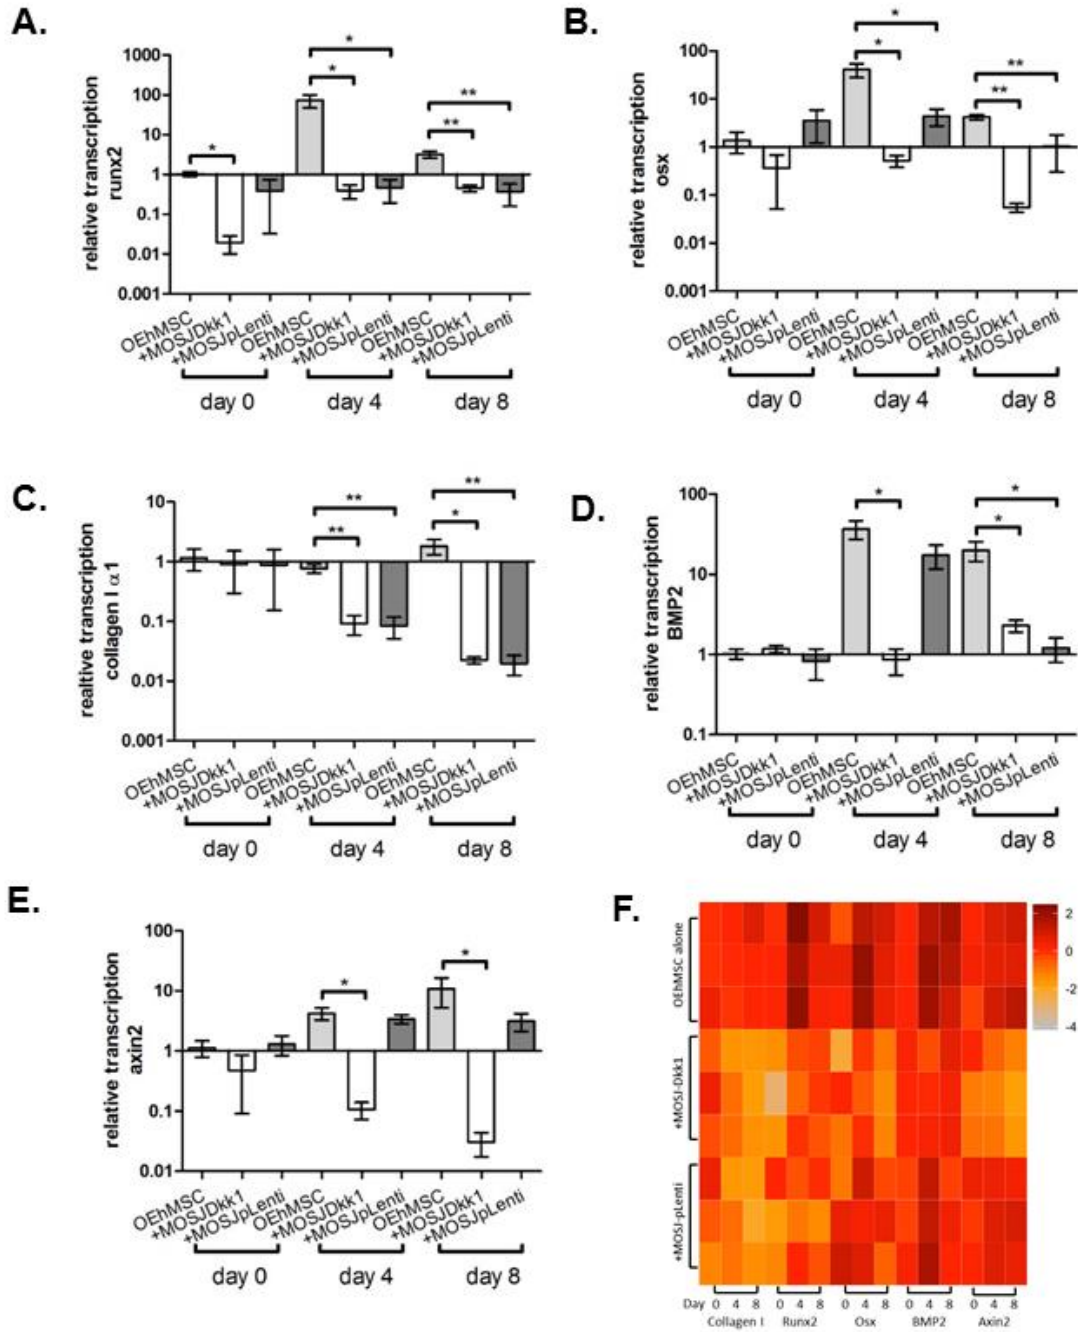 A.
relative transcription
runx2
1000
100
10
1
0.1
0.01
0.001
*
*
*
**
**
OEhMSC
+MOSJDkk1
+MOSJpLenti
OEhMSC
+MOSJDkk1
+MOSJpLenti
OEhMSC
+MOSJDkk1
+MOSJpLenti
day 0
day 4
day 8
B.
relative transcription
osx
100
10
1
0.1
0.01
0.001
*
*
**
**
OEhMSC
+MOSJDkk1
+MOSJpLenti
OEhMSC
+MOSJDkk1
+MOSJpLenti
OEhMSC
+MOSJDkk1
+MOSJpLenti
day 0
day 4
day 8
C.
realtive transcription
collagen I α1
10
1
0.1
0.01
0.001
**
**
**
*
OEhMSC
+MOSJDkk1
+MOSJpLenti
OEhMSC
+MOSJDkk1
+MOSJpLenti
OEhMSC
+MOSJDkk1
+MOSJpLenti
day 0
day 4
day 8
D.
relative transcription
BMP2
100
10
1
0.1
*
*
*
OEhMSC
+MOSJDkk1
+MOSJpLenti
OEhMSC
+MOSJDkk1
+MOSJpLenti
OEhMSC
+MOSJDkk1
+MOSJpLenti
day 0
day 4
day 8
E.
relative transcription
axin2
100
10
1
0.1
0.01
*
*
OEhMSC
+MOSJDkk1
+MOSJpLenti
OEhMSC
+MOSJDkk1
+MOSJpLenti
OEhMSC
+MOSJDkk1
+MOSJpLenti
day 0
day 4
day 8
F.
OEhMSC alone
+MOSJ-Dkk1
+MOSJ-pLenti
2
0
-2
-4
Day 0 4 8 0 4 8 0 4 8 0 4 8 0 4 8
Collagen I Runx2 Osx BMP2 Axin2